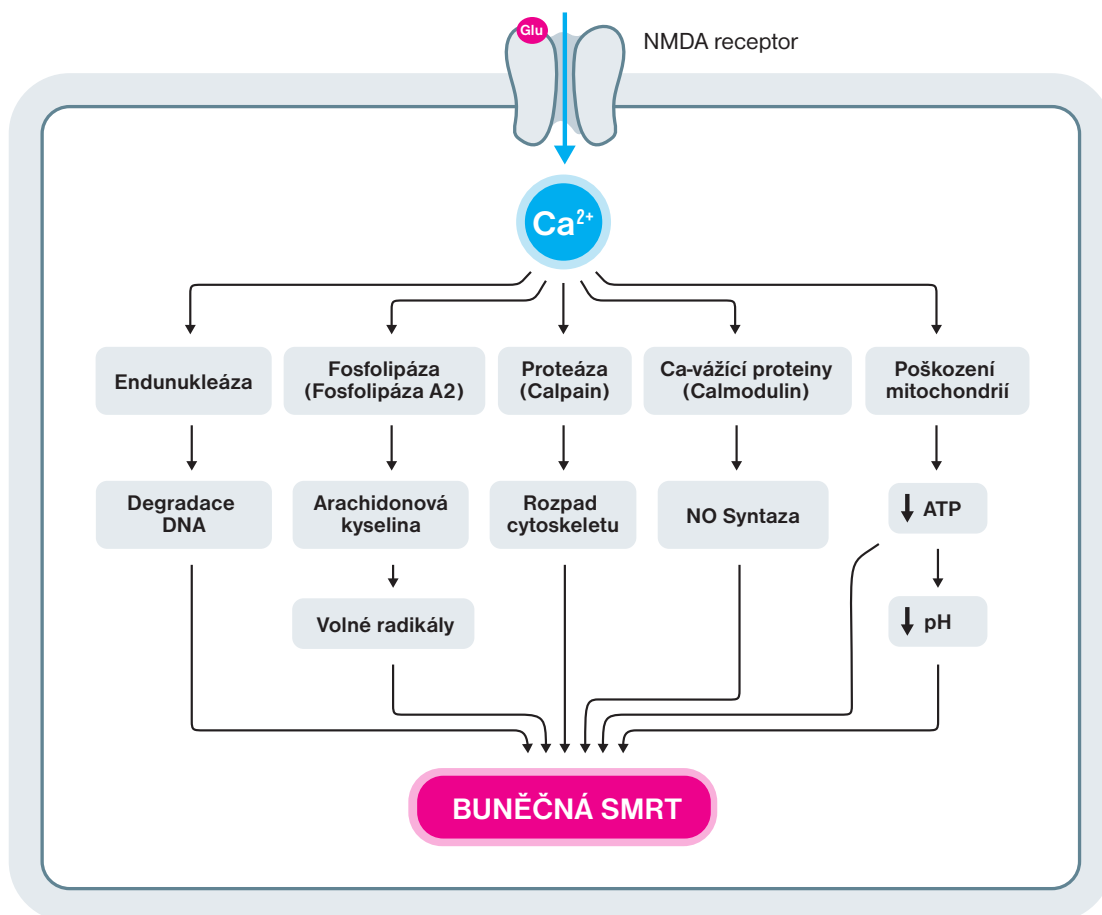 Glu
NMDA receptor
Ca²⁺
Endunukleáza
Fosfolipáza
(Fosfolipáza A2)
Proteáza
(Calpain)
Ca-vážící proteiny
(Calmodulin)
Poškození
mitochondrií
Degradace
DNA
Arachidonová
kyselina
Rozpad
cytoskeletu
NO Syntaza
↓ ATP
Volné radikály
↓ pH
BUNĚČNÁ SMRT